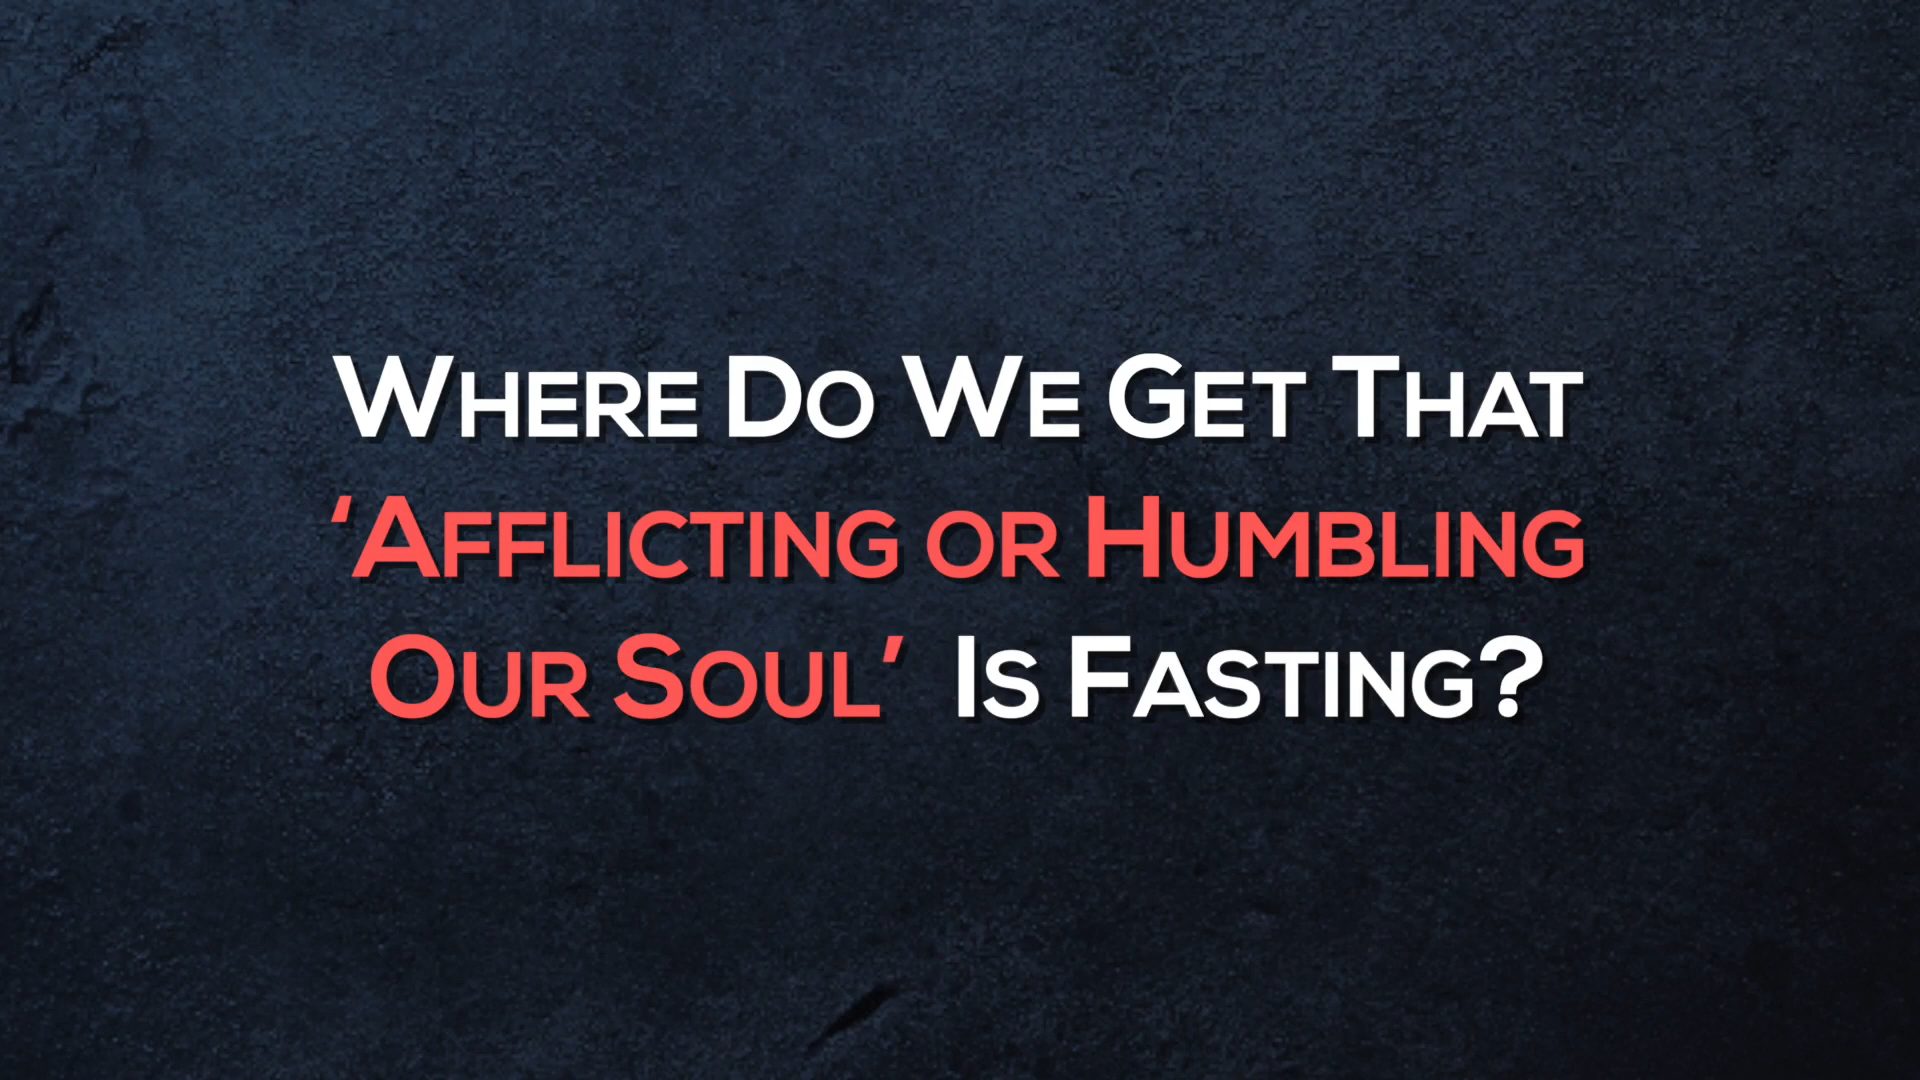 Where Do We Get That
‘Afflicting or Humbling
Our Soul’ Is Fasting?